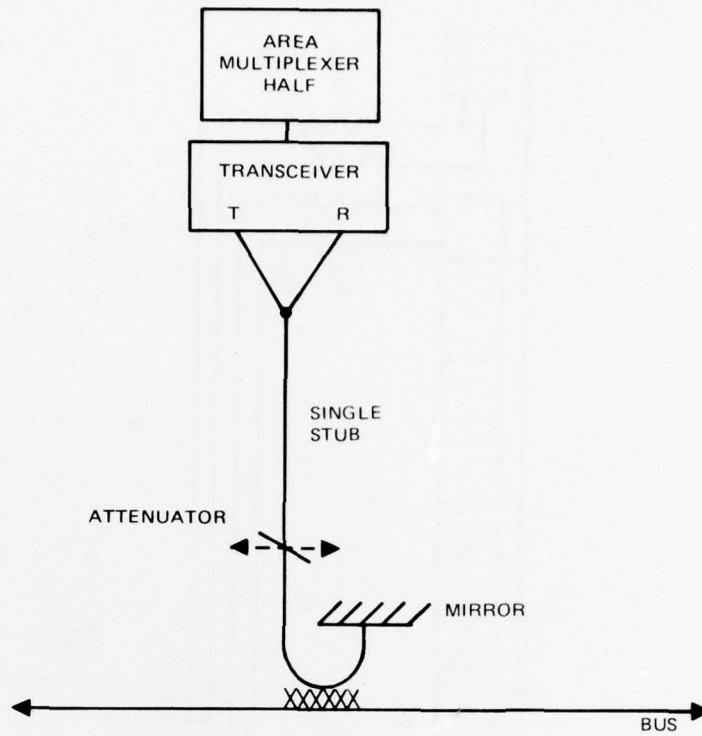 AREA
MULTIPLEXER
HALF
TRANSCEIVER
T R
SINGLE
STUB
ATTENUATOR
MIRROR
BUS